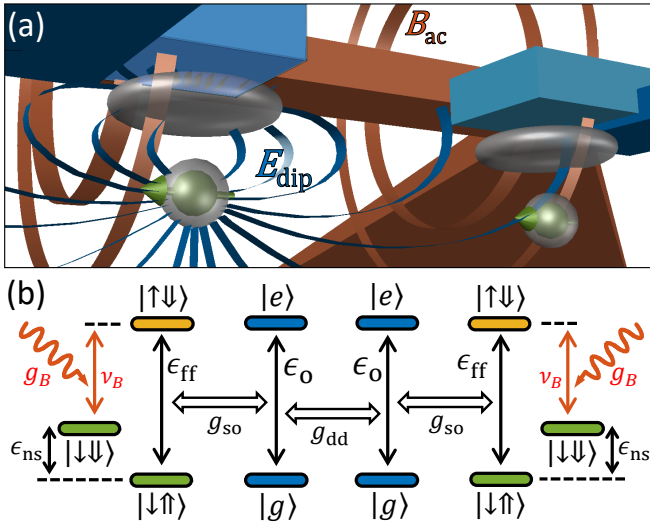 (a)
B_ac
E_dip
(b)
|↑⇓⟩ |e⟩ |e⟩ |↑⇓⟩
g_B ν_B ϵ_ff ϵ_o ϵ_o ϵ_ff ν_B g_B
g_so g_dd g_so
ϵ_ns |↓⇓⟩ |↓⇓⟩ ϵ_ns
|↓⇑⟩ |g⟩ |g⟩ |↓⇑⟩